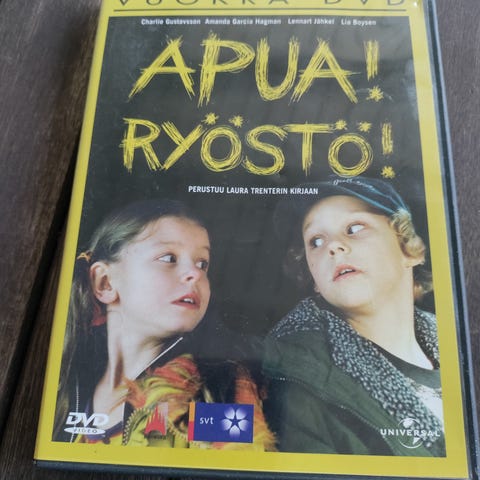 VUOKRA DVD
Charlie Gustavsson Amanda Garcia Hagman Lennart Jähkel Lia Boysen
APUA!
RYÖSTÖ!
PERUSTUU LAURA TRENTERIN KIRJAAN
DVD
VIDEO
svt
UNIVERSAL